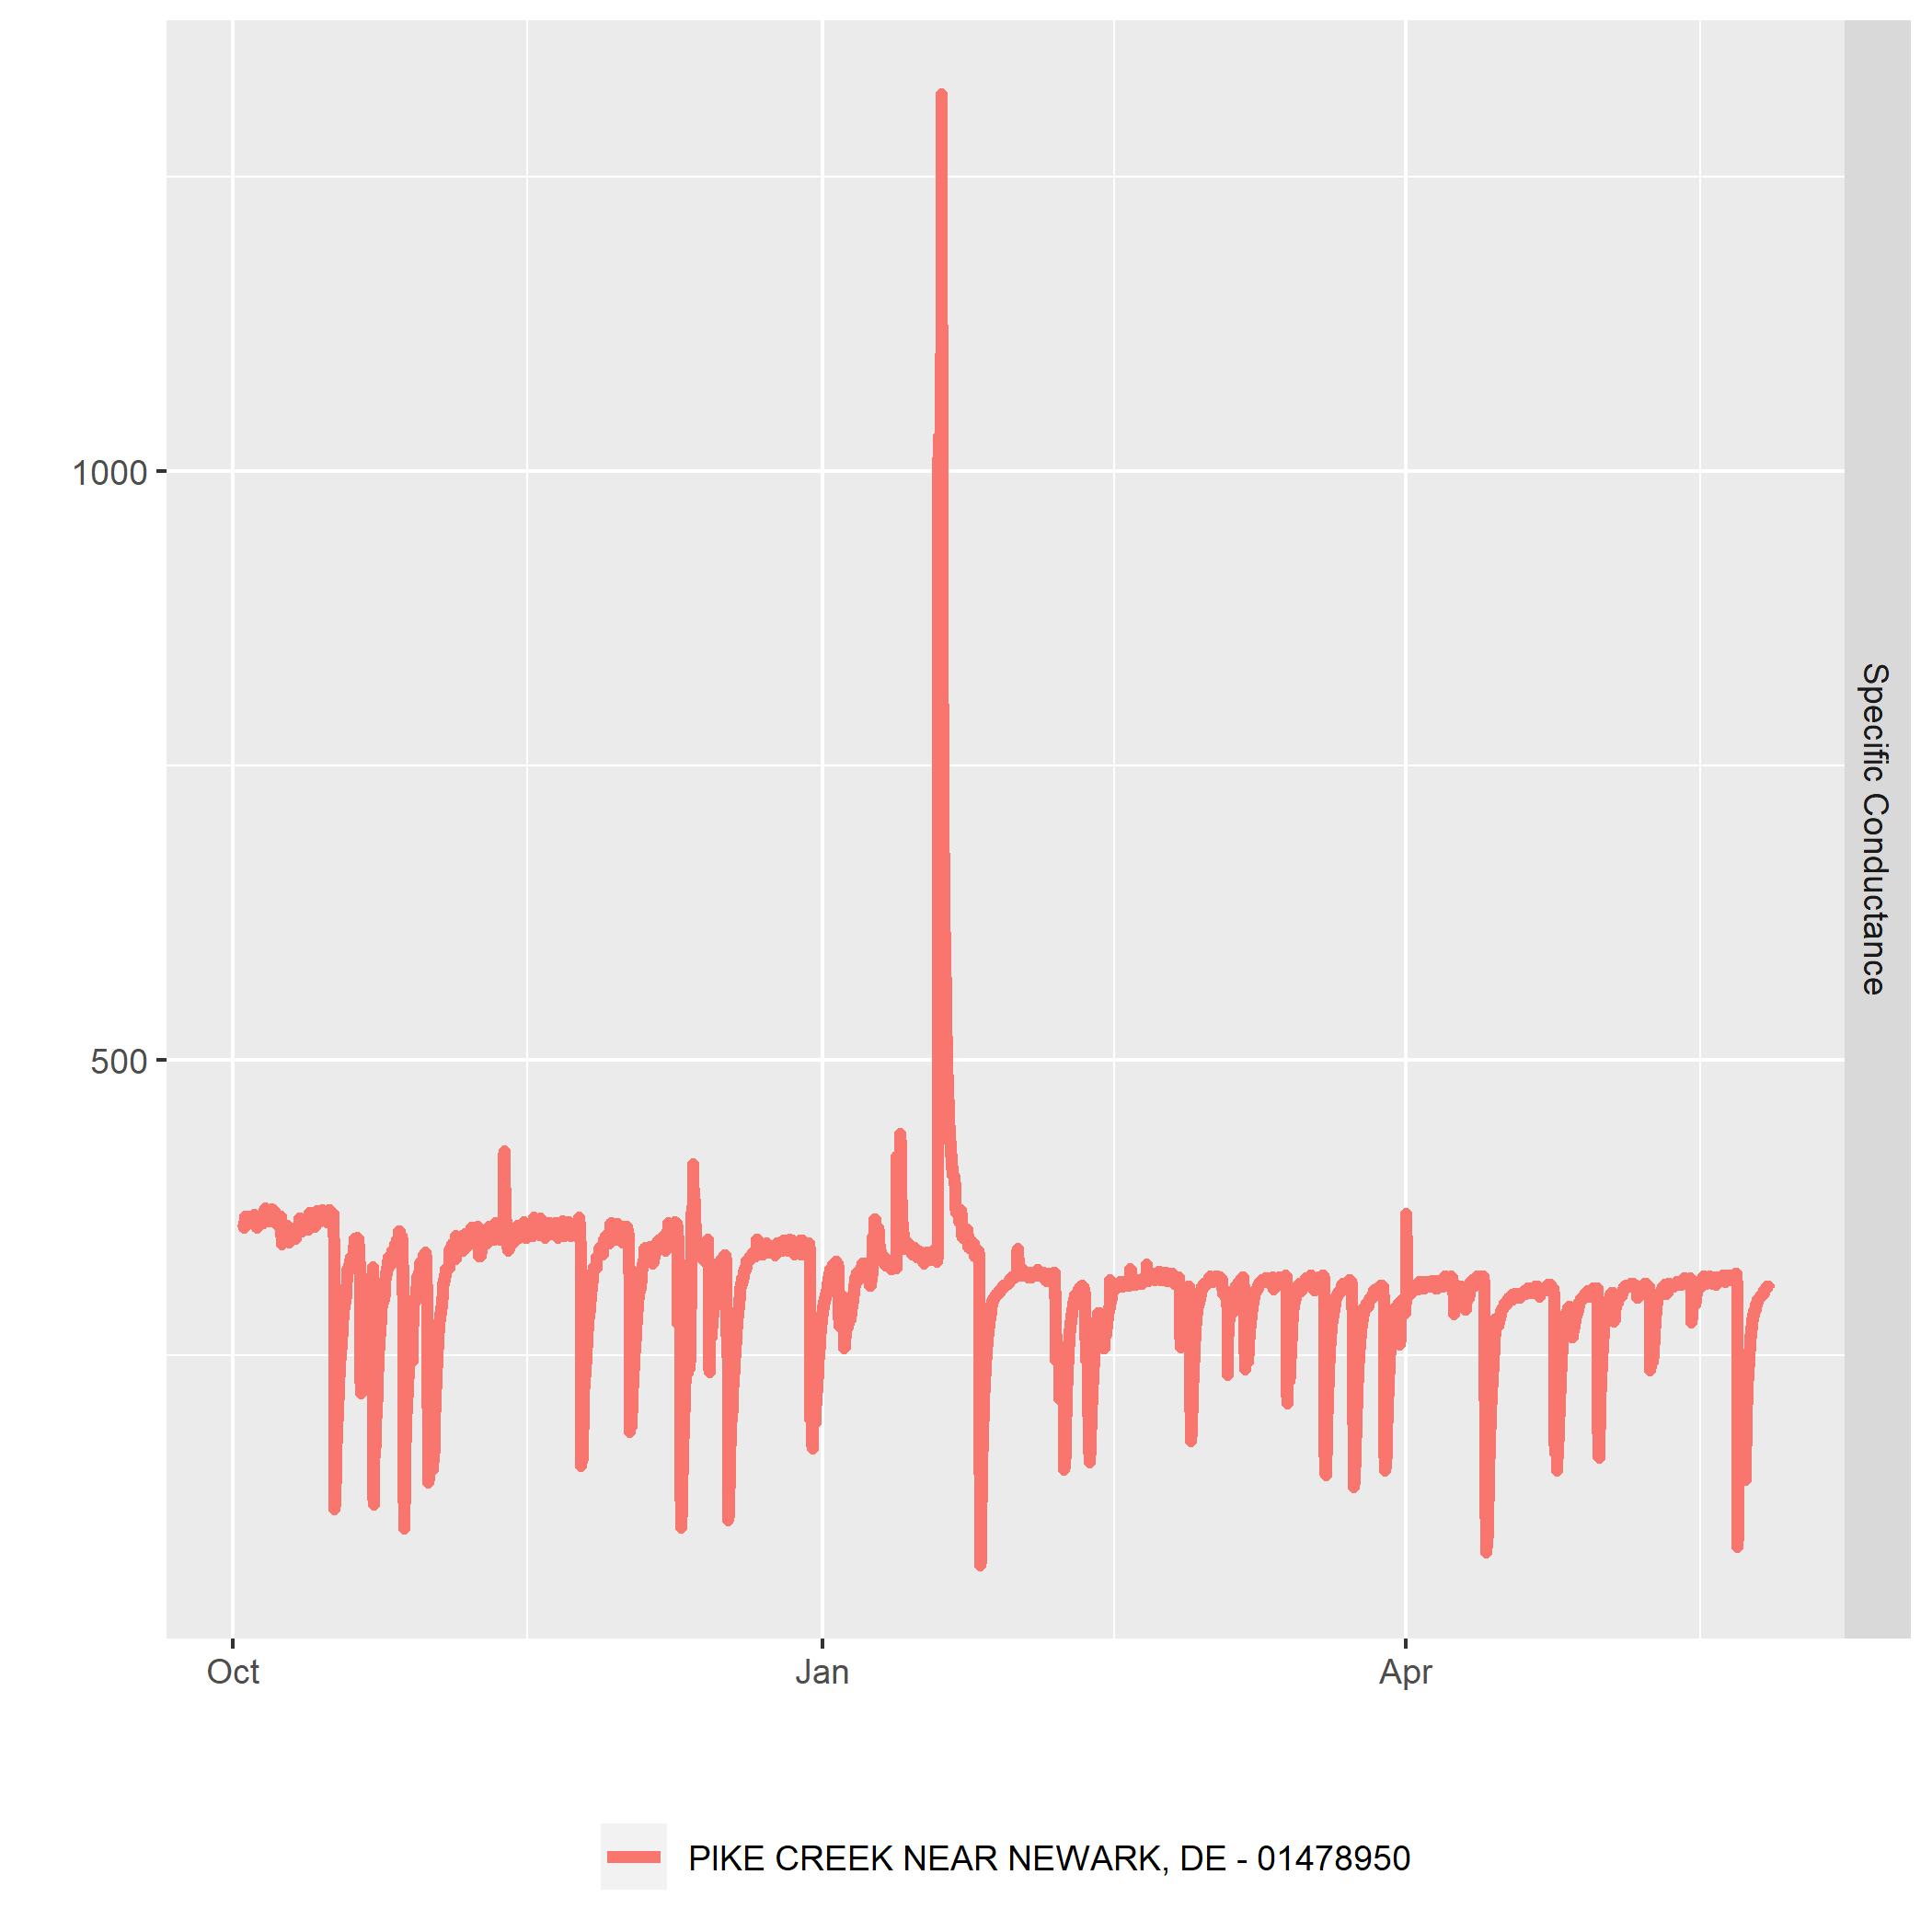 1000
500
Specific Conductance
Oct
Jan
Apr
PIKE CREEK NEAR NEWARK, DE - 01478950